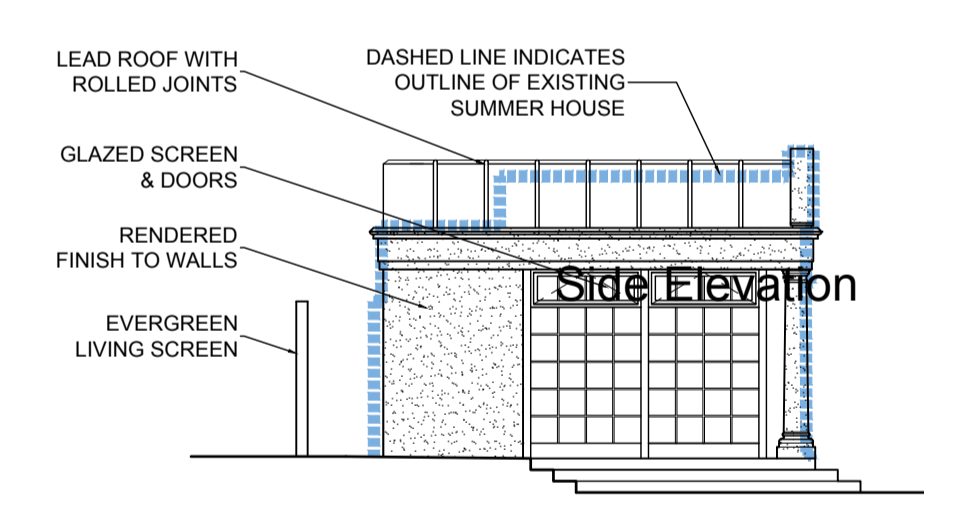 LEAD ROOF WITH
ROLLED JOINTS
DASHED LINE INDICATES
OUTLINE OF EXISTING
SUMMER HOUSE
GLAZED SCREEN
& DOORS
RENDERED
FINISH TO WALLS
Side Elevation
EVERGREEN
LIVING SCREEN